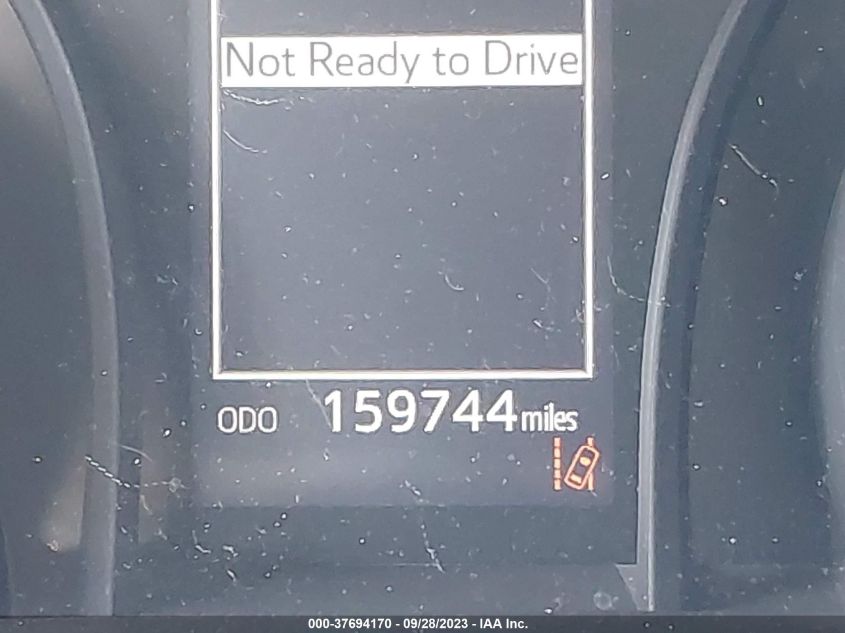 Not Ready to Drive
ODO 159744 miles
000-37694170 - 09/28/2023 - IAA Inc.